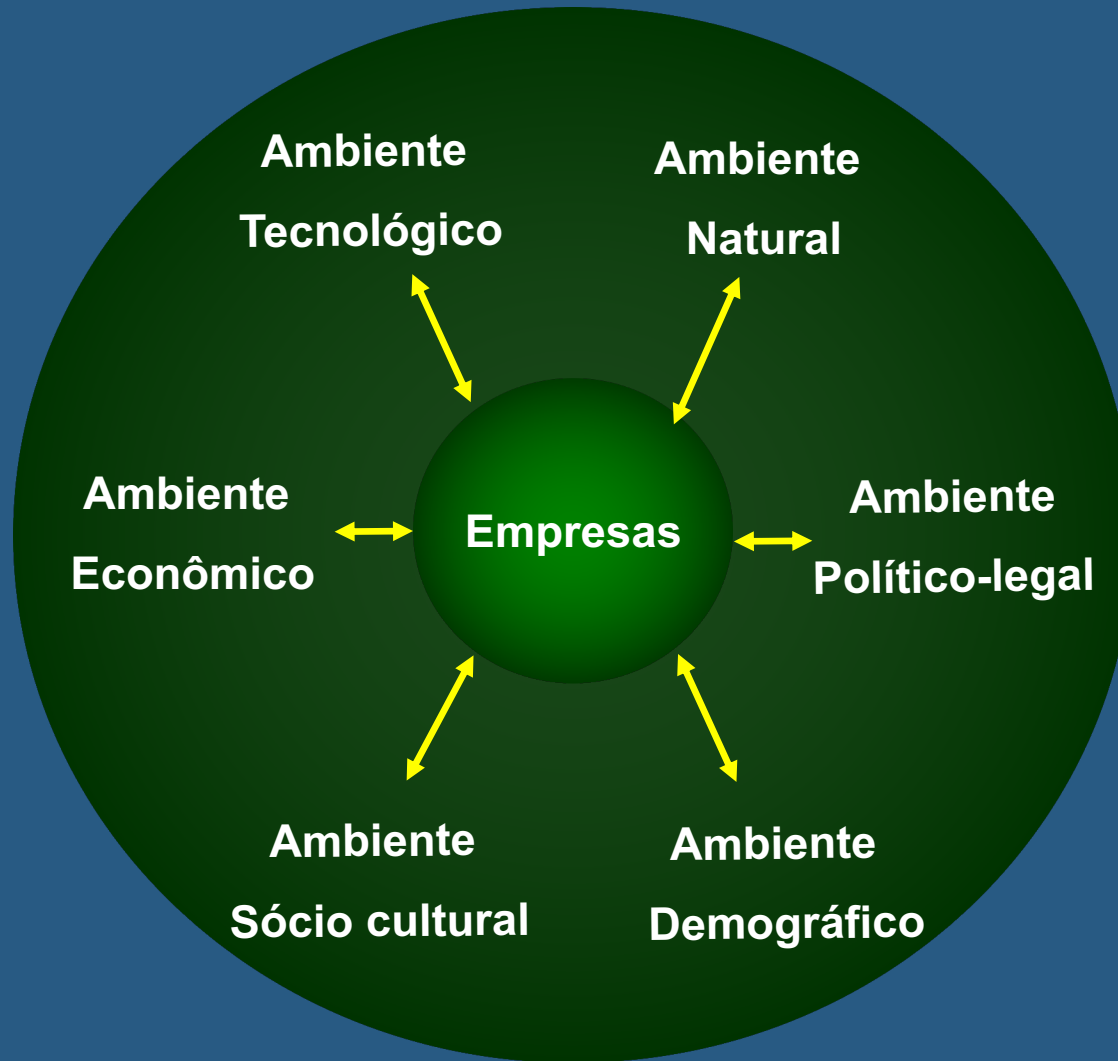 Ambiente
Tecnológico
Ambiente
Natural
Ambiente
Econômico
Empresas
Ambiente
Político-legal
Ambiente
Sócio cultural
Ambiente
Demográfico